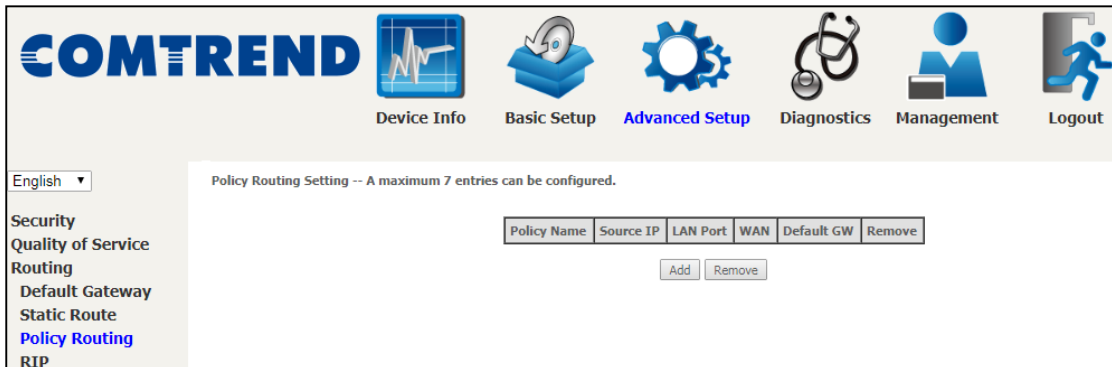 COMTREND
Device Info
Basic Setup
Advanced Setup
Diagnostics
Management
Logout
English
Security
Quality of Service
Routing
Default Gateway
Static Route
Policy Routing
RIP
Policy Routing Setting -- A maximum 7 entries can be configured.
Policy Name Source IP LAN Port WAN Default GW Remove
Add Remove